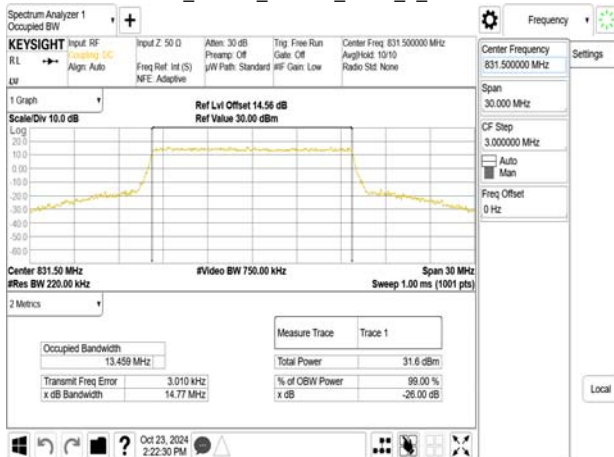 Spectrum Analyzer 1
Occupied BW
+
Frequency
KEYSIGHT
RL
Input: RF
Coupling: DC
Align: Auto
Input Z: 50 Ω
Freq Ref: Int (S)
NFE: Adaptive
Atten: 30 dB
Preamp: Off
µW Path: Standard
Trig: Free Run
Gate: Off
#IF Gain: Low
Center Freq: 831.500000 MHz
Avg|Hold: 10/10
Radio Std: None
Center Frequency
831.500000 MHz
Settings
Span
30.000 MHz
CF Step
3.000000 MHz
Auto
Man
Freq Offset
0 Hz
Local
1 Graph
Scale/Div 10.0 dB
Ref Lvl Offset 14.56 dB
Ref Value 30.00 dBm
Log
20.0
10.0
0.00
-10.0
-20.0
-30.0
-40.0
-50.0
-60.0
Center 831.50 MHz
#Res BW 220.00 kHz
#Video BW 750.00 kHz
Span 30 MHz
Sweep 1.00 ms (1001 pts)
2 Metrics
Measure Trace
Trace 1
Occupied Bandwidth
13.459 MHz
Total Power
31.6 dBm
Transmit Freq Error
3.010 kHz
% of OBW Power
99.00 %
x dB Bandwidth
14.77 MHz
x dB
-26.00 dB
?
Oct 23, 2024
2:22:30 PM